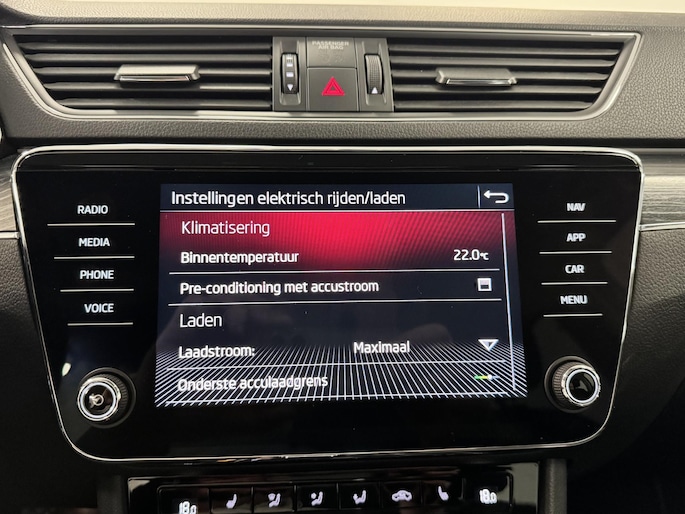 PASSENGER
AIR BAG
Instellingen elektrisch rijden/laden
RADIO
MEDIA
PHONE
VOICE
Klimatisering
Binnentemperatuur 22.0°C
Pre-conditioning met accustroom
Laden
Laadstroom: Maximaal
Onderste acculaadgrens
NAV
APP
CAR
MENU
18.0
18.0